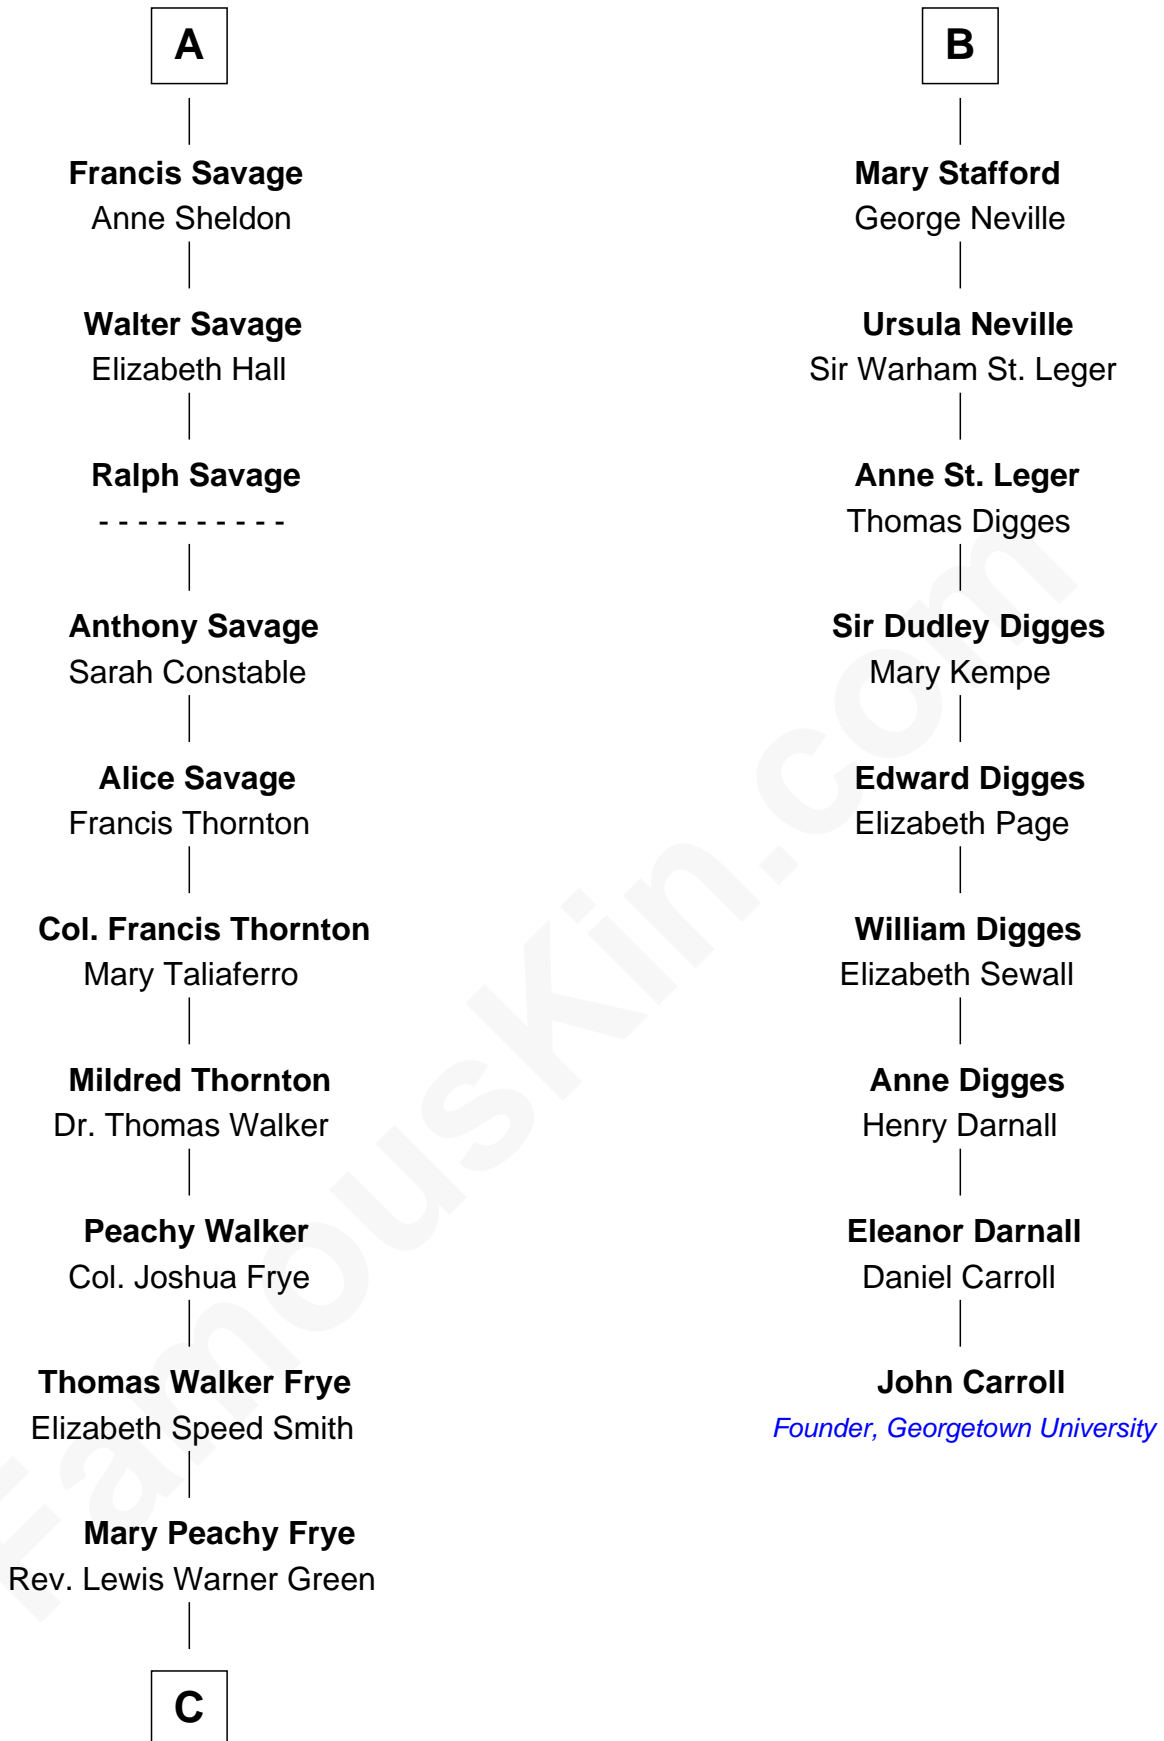 A
Francis Savage
Anne Sheldon
Walter Savage
Elizabeth Hall
Ralph Savage
- - - - - - - - - -
Anthony Savage
Sarah Constable
Alice Savage
Francis Thornton
Col. Francis Thornton
Mary Taliaferro
Mildred Thornton
Dr. Thomas Walker
Peachy Walker
Col. Joshua Frye
Thomas Walker Frye
Elizabeth Speed Smith
Mary Peachy Frye
Rev. Lewis Warner Green
C
B
Mary Stafford
George Neville
Ursula Neville
Sir Warham St. Leger
Anne St. Leger
Thomas Digges
Sir Dudley Digges
Mary Kempe
Edward Digges
Elizabeth Page
William Digges
Elizabeth Sewall
Anne Digges
Henry Darnall
Eleanor Darnall
Daniel Carroll
John Carroll
Founder, Georgetown University
FamousKin.com